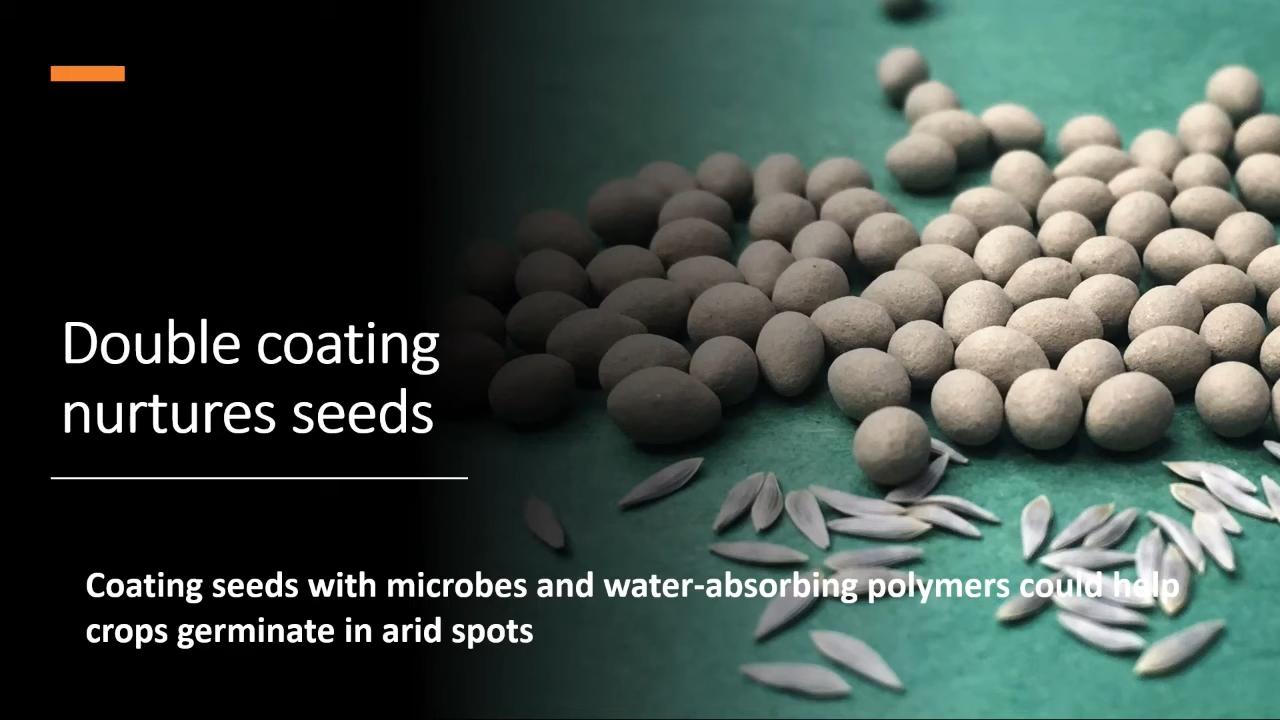 Double coating
nurtures seeds
Coating seeds with microbes and water-absorbing polymers could help
crops germinate in arid spots